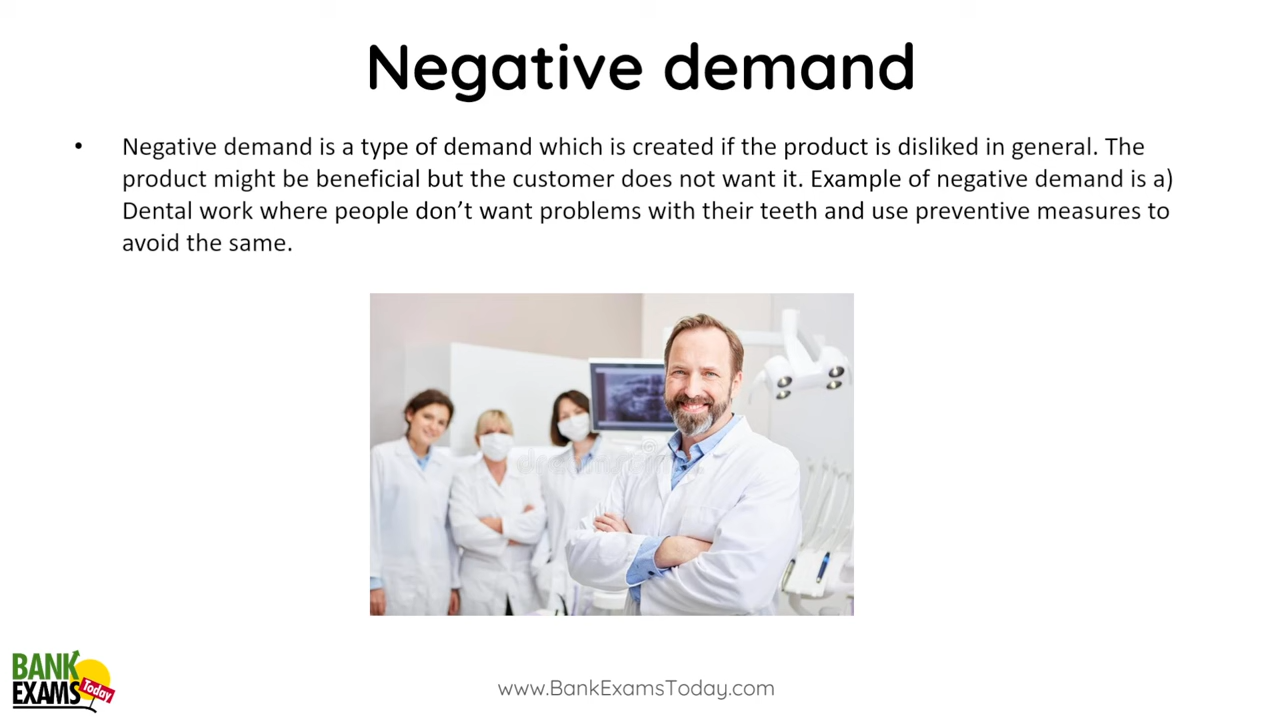 Negative demand
• Negative demand is a type of demand which is created if the product is disliked in general. The
product might be beneficial but the customer does not want it. Example of negative demand is a)
Dental work where people don’t want problems with their teeth and use preventive measures to
avoid the same.
BANK
EXAMS
Today
www.BankExamsToday.com